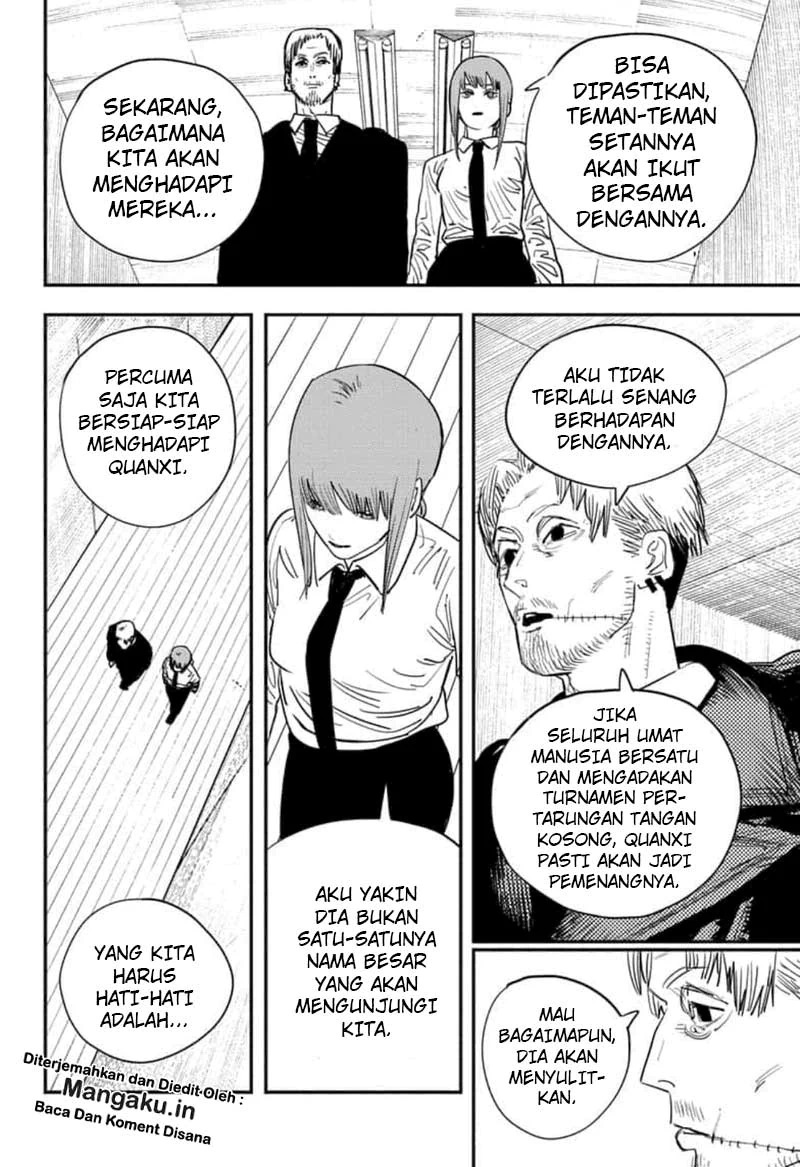 BISA
DIPASTIKAN,
TEMAN-TEMAN
SETANNYA
AKAN IKUT
BERSAMA
DENGANNYA.
SEKARANG,
BAGAIMANA
KITA AKAN
MENGHADAPI
MEREKA...
AKU TIDAK
TERLALU SENANG
BERHADAPAN
DENGANNYA.
JIKA
SELURUH UMAT
MANUSIA BERSATU
DAN MENGADAKAN
TURNAMEN PER-
TARUNGAN TANGAN
KOSONG, QUANXI
PASTI AKAN JADI
PEMENANGNYA.
MAU
BAGAIMAPUN,
DIA AKAN
MENYULIT-
KAN.
AKU YAKIN
DIA BUKAN
SATU-SATUNYA
NAMA BESAR
YANG AKAN
MENGUNJUNGI
KITA.
PERCUMA
SAJA KITA
BERSIAP-SIAP
MENGHADAPI
QUANXI.
YANG KITA
HARUS
HATI-HATI
ADALAH...
Diterjemahkan dan Diedit Oleh :
Mangaku.in
Baca Dan Koment Disana